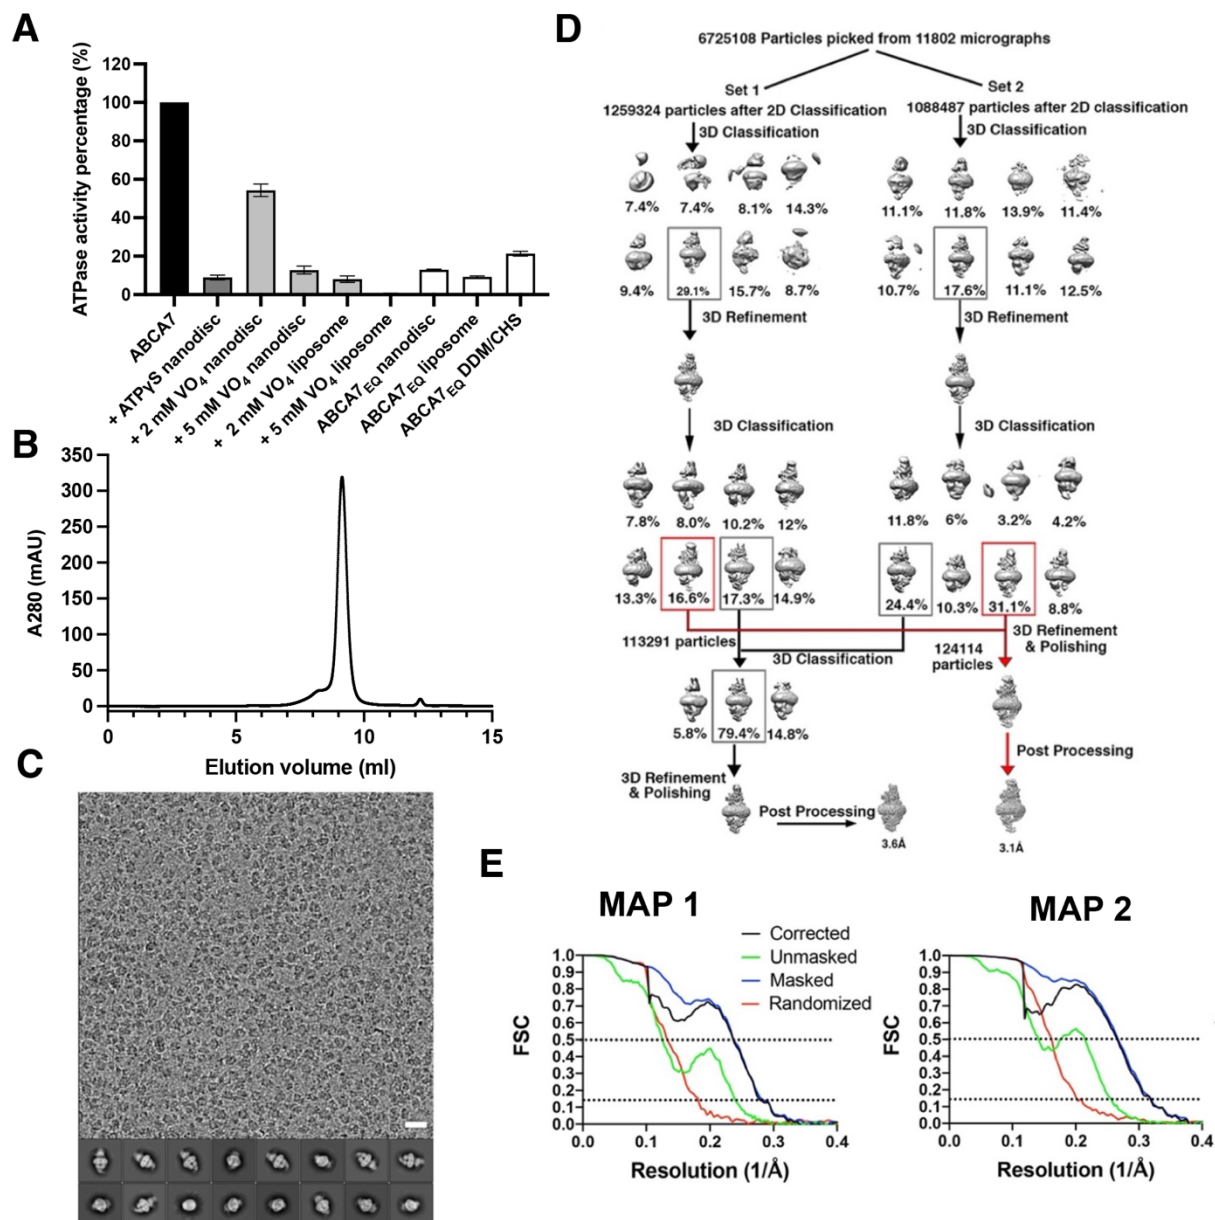 A
ATPase activity percentage (%)
120
100
80
60
40
20
0
ABCA7
+ ATPγS nanodisc
+ 2 mM VO4 nanodisc
+ 5 mM VO4 nanodisc
+ 2 mM VO4 liposome
+ 5 mM VO4 liposome
ABCA7EQ nanodisc
ABCA7EQ liposome
ABCA7EQ DDM/CHS
B
A280 (mAU)
350
300
250
200
150
100
50
0
0 5 10 15
Elution volume (ml)
C
D
6725108 Particles picked from 11802 micrographs
Set 1 Set 2
1259324 particles after 2D Classification 1088487 particles after 2D classification
3D Classification 3D Classification
7.4% 7.4% 8.1% 14.3% 11.1% 11.8% 13.9% 11.4%
9.4% 29.1% 15.7% 8.7% 10.7% 17.6% 11.1% 12.5%
3D Refinement 3D Refinement
3D Classification 3D Classification
7.8% 8.0% 10.2% 12% 11.8% 6% 3.2% 4.2%
13.3% 16.6% 17.3% 14.9% 24.4% 10.3% 31.1% 8.8%
113291 particles
3D Classification
124114
particles
3D Refinement
& Polishing
5.8% 79.4% 14.8%
Post Processing
3D Refinement
& Polishing
Post Processing
3.6Å 3.1Å
E
MAP 1
MAP 2
Corrected
Unmasked
Masked
Randomized
FSC
1.0
0.9
0.8
0.7
0.6
0.5
0.4
0.3
0.2
0.1
0.0
0.0 0.1 0.2 0.3 0.4
Resolution (1/Å)
FSC
1.0
0.9
0.8
0.7
0.6
0.5
0.4
0.3
0.2
0.1
0.0
0.0 0.1 0.2 0.3 0.4
Resolution (1/Å)